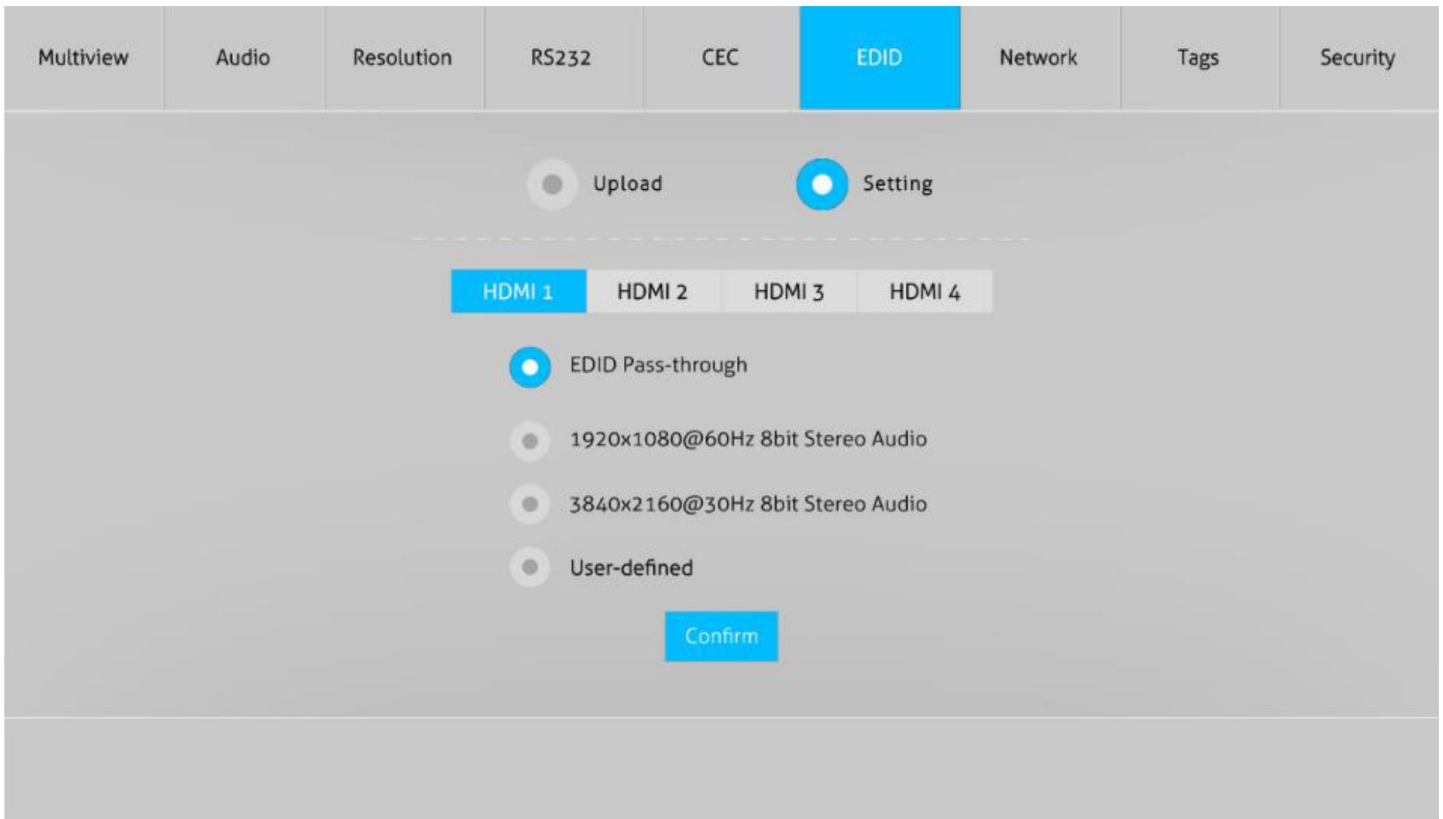 Multiview Audio Resolution RS232 CEC EDID Network Tags Security
Upload Setting
HDMI 1 HDMI 2 HDMI 3 HDMI 4
EDID Pass-through
1920x1080@60Hz 8bit Stereo Audio
3840x2160@30Hz 8bit Stereo Audio
User-defined
Confirm